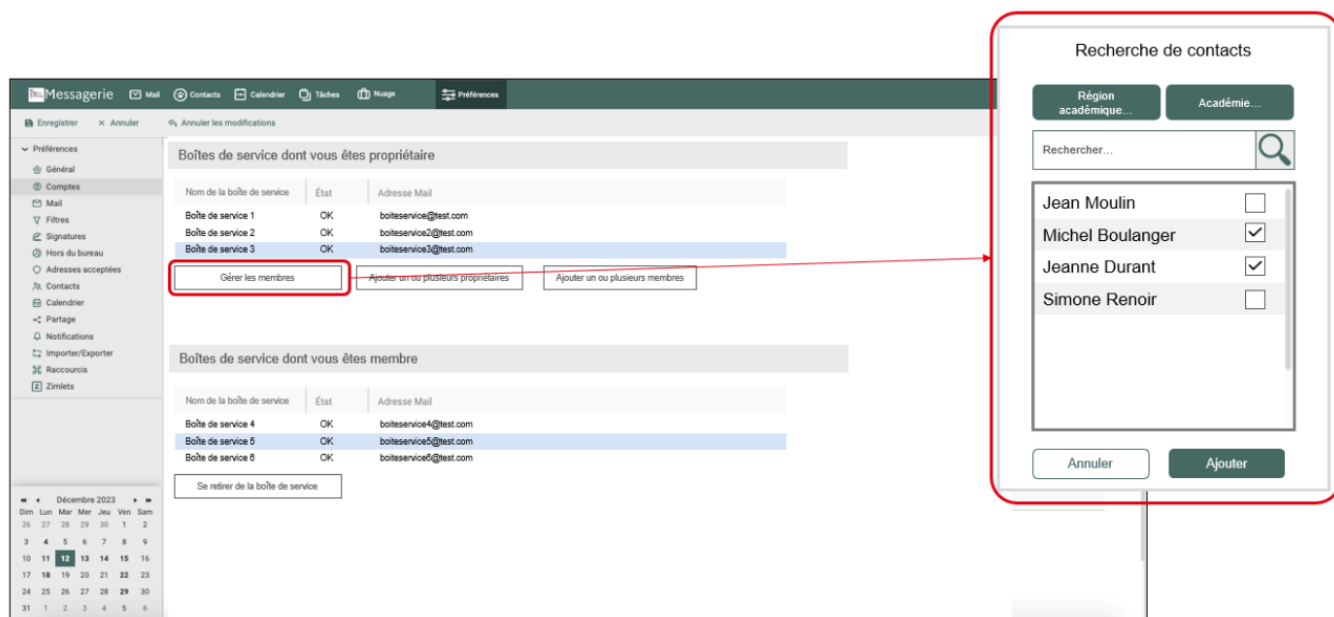 Messagerie Mail Contacts Calendrier Tâches Nuage Préférences
Enregistrer Annuler Annuler les modifications
Préférences
Général
Comptes
Mail
Filtres
Signatures
Hors du bureau
Adresses acceptées
Contacts
Calendrier
Partage
Notifications
Importer/Exporter
Raccourcis
Zimlets
Décembre 2023
Dim Lun Mar Mer Jeu Ven Sam
26 27 28 29 30 1 2
3 4 5 6 7 8 9
10 11 12 13 14 15 16
17 18 19 20 21 22 23
24 25 26 27 28 29 30
31 1 2 3 4 5 6
Boîtes de service dont vous êtes propriétaire
Nom de la boîte de service État Adresse Mail
Boîte de service 1 OK boiteservice@test.com
Boîte de service 2 OK boiteservice2@test.com
Boîte de service 3 OK boiteservice3@test.com
Gérer les membres Ajouter un ou plusieurs propriétaires Ajouter un ou plusieurs membres
Boîtes de service dont vous êtes membre
Nom de la boîte de service État Adresse Mail
Boîte de service 4 OK boiteservice4@test.com
Boîte de service 5 OK boiteservice5@test.com
Boîte de service 6 OK boiteservice6@test.com
Se retirer de la boîte de service
Recherche de contacts
Région
académique... Académie...
Rechercher...
Jean Moulin
Michel Boulanger
Jeanne Durant
Simone Renoir
Annuler Ajouter